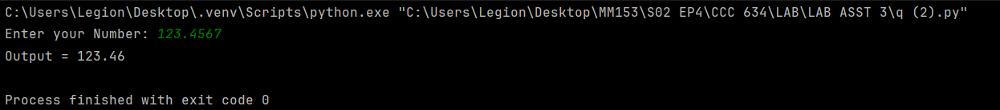 C:\Users\Legion\Desktop\.venv\Scripts\python.exe "C:\Users\Legion\Desktop\MM153\S02 EP4\CCC 634\LAB\LAB ASST 3\q (2).py"
Enter your Number: 123.4567
Output = 123.46
Process finished with exit code 0